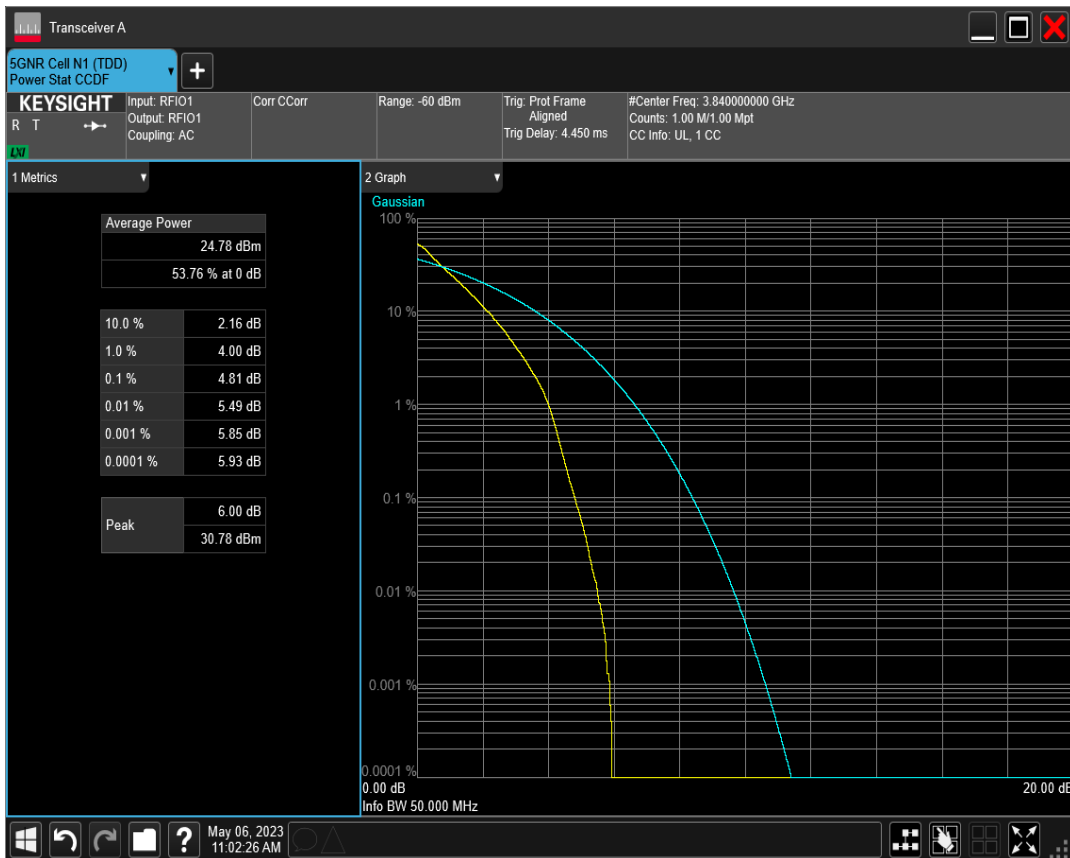 Transceiver A
5GNR Cell N1 (TDD)
Power Stat CCDF
KEYSIGHT
R T
LXI
Input: RFIO1
Output: RFIO1
Coupling: AC
Corr CCorr
Range: -60 dBm
Trig: Prot Frame
Aligned
Trig Delay: 4.450 ms
#Center Freq: 3.840000000 GHz
Counts: 1.00 M/1.00 Mpt
CC Info: UL, 1 CC
1 Metrics
Average Power
24.78 dBm
53.76 % at 0 dB
10.0 % 2.16 dB
1.0 % 4.00 dB
0.1 % 4.81 dB
0.01 % 5.49 dB
0.001 % 5.85 dB
0.0001 % 5.93 dB
Peak
6.00 dB
30.78 dBm
2 Graph
Gaussian
100 %
10 %
1 %
0.1 %
0.01 %
0.001 %
0.0001 %
0.00 dB 20.00 dB
Info BW 50.000 MHz
?
May 06, 2023
11:02:26 AM